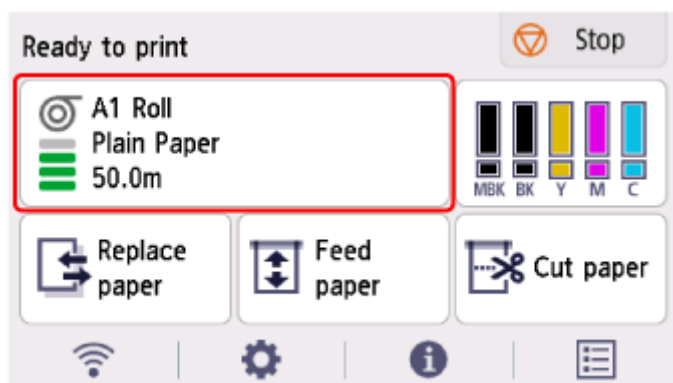 Ready to print
Stop
A1 Roll
Plain Paper
50.0m
MBK BK Y M C
Replace
paper
Feed
paper
Cut paper